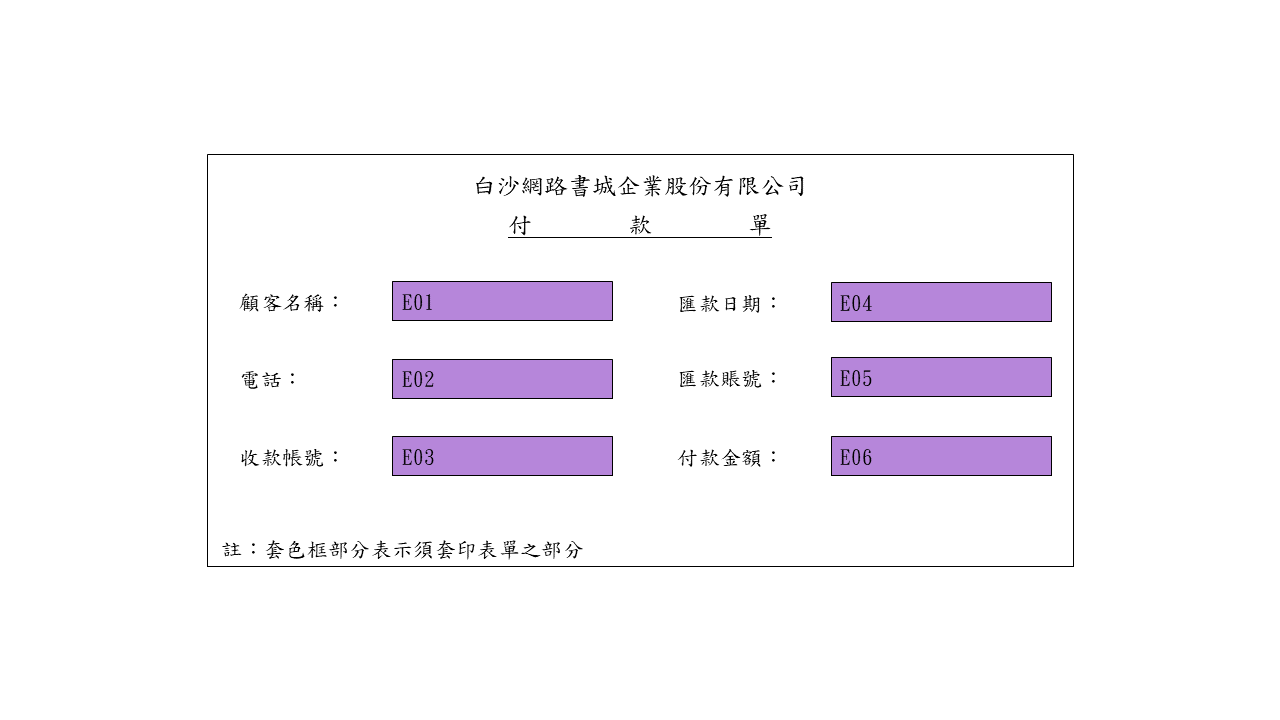 白沙網路書城企業股份有限公司
付 款 單
顧客名稱： E01 匯款日期： E04
電話： E02 匯款賬號： E05
收款帳號： E03 付款金額： E06
註：套色框部分表示須套印表單之部分